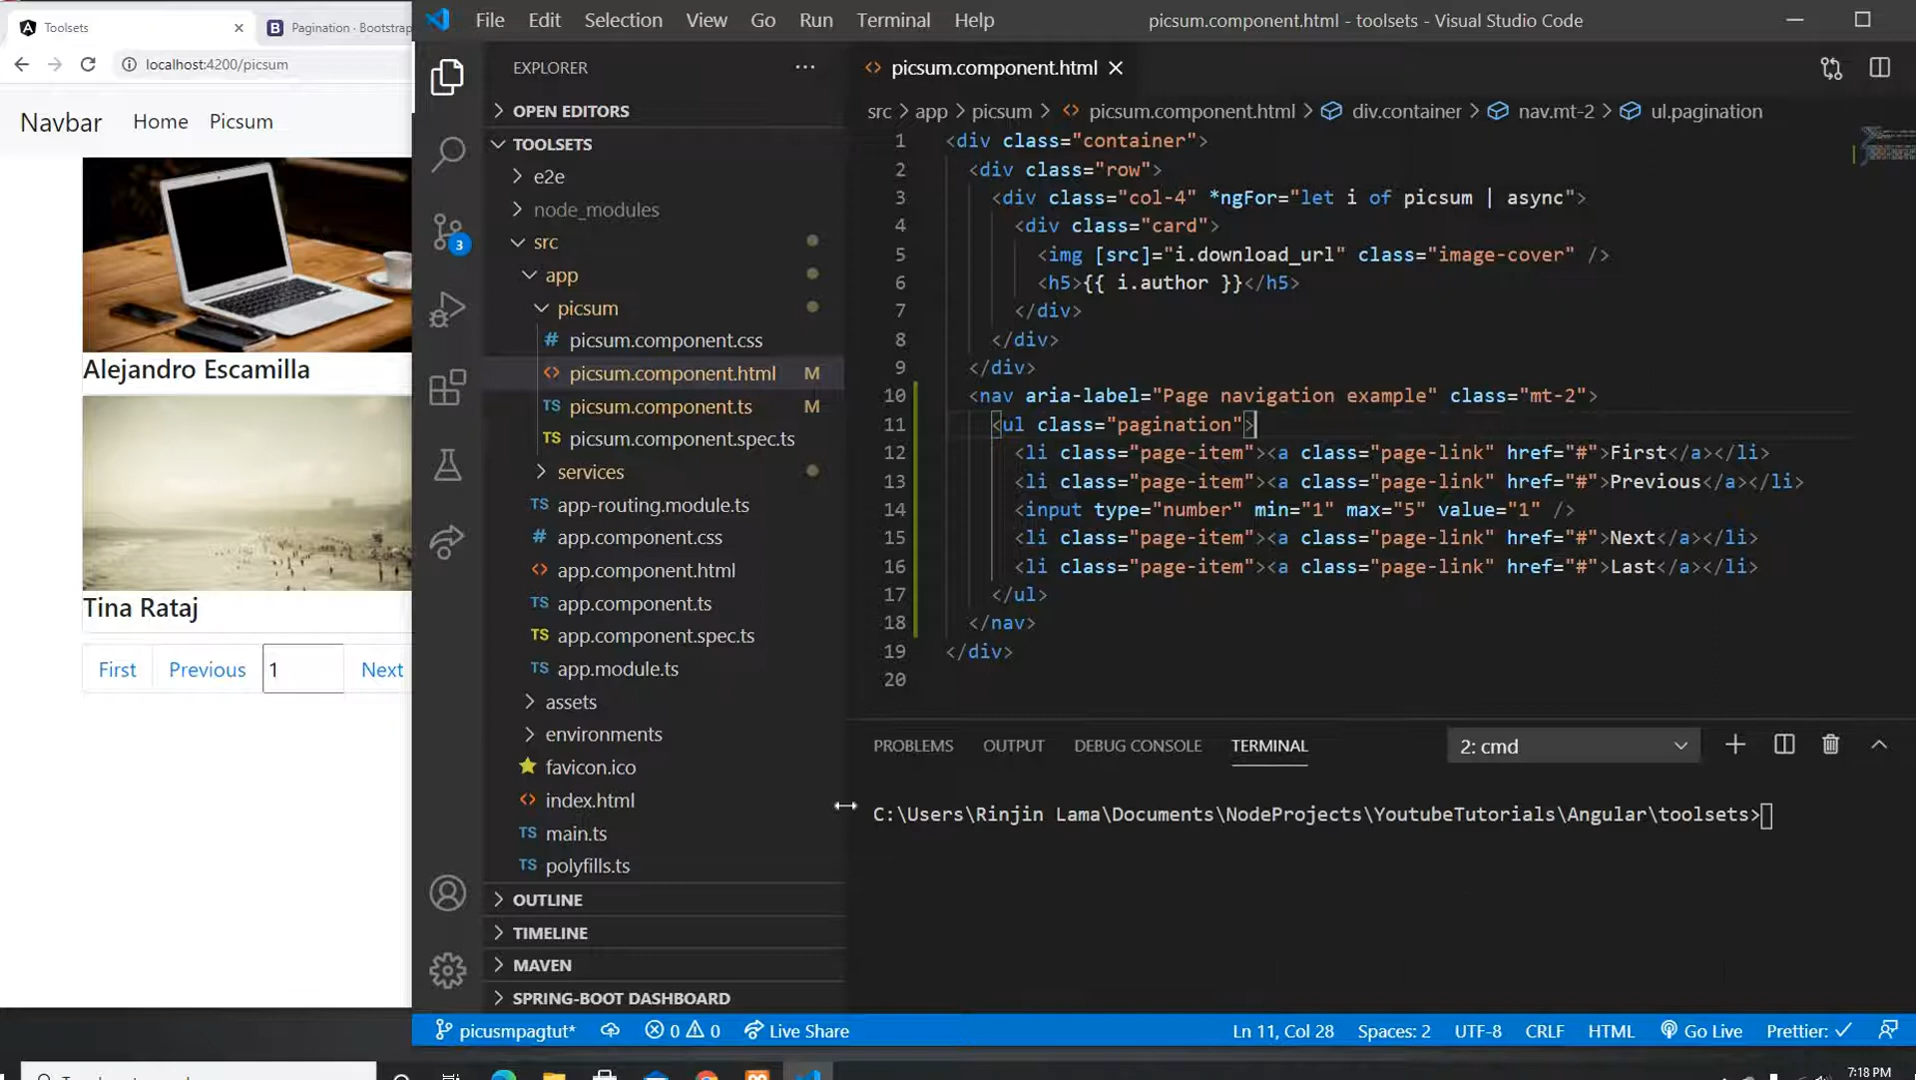 Toolsets
Pagination · Bootstrap
localhost:4200/picsum
Navbar Home Picsum
Alejandro Escamilla
Tina Rataj
First Previous 1 Next
File Edit Selection View Go Run Terminal Help
picsum.component.html - toolsets - Visual Studio Code
EXPLORER
OPEN EDITORS
TOOLSETS
e2e
node_modules
src
app
picsum
# picsum.component.css
<> picsum.component.html M
TS picsum.component.ts M
TS picsum.component.spec.ts
services
TS app-routing.module.ts
# app.component.css
<> app.component.html
TS app.component.ts
TS app.component.spec.ts
TS app.module.ts
assets
environments
favicon.ico
<> index.html
TS main.ts
TS polyfills.ts
OUTLINE
TIMELINE
MAVEN
SPRING-BOOT DASHBOARD
3
<> picsum.component.html
src > app > picsum > <> picsum.component.html > div.container > nav.mt-2 > ul.pagination
1 <div class="container">
2 <div class="row">
3 <div class="col-4" *ngFor="let i of picsum | async">
4 <div class="card">
5 <img [src]="i.download_url" class="image-cover" />
6 <h5>{{ i.author }}</h5>
7 </div>
8 </div>
9 </div>
10 <nav aria-label="Page navigation example" class="mt-2">
11 <ul class="pagination">
12 <li class="page-item"><a class="page-link" href="#">First</a></li>
13 <li class="page-item"><a class="page-link" href="#">Previous</a></li>
14 <input type="number" min="1" max="5" value="1" />
15 <li class="page-item"><a class="page-link" href="#">Next</a></li>
16 <li class="page-item"><a class="page-link" href="#">Last</a></li>
17 </ul>
18 </nav>
19 </div>
20
PROBLEMS OUTPUT DEBUG CONSOLE TERMINAL 2: cmd
C:\Users\Rinjin Lama\Documents\NodeProjects\YoutubeTutorials\Angular\toolsets>
picusmpagtut* 0 0 Live Share Ln 11, Col 28 Spaces: 2 UTF-8 CRLF HTML Go Live Prettier: ✓
7:18 PM